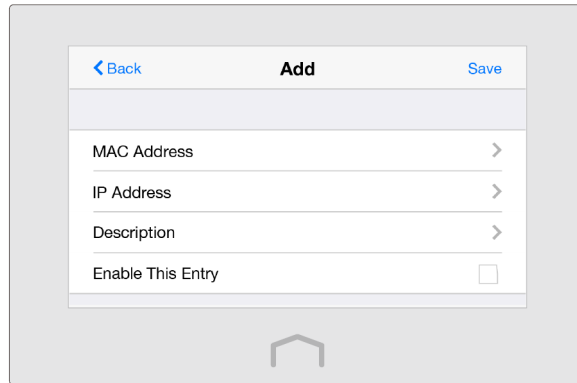 Back Add Save
MAC Address
IP Address
Description
Enable This Entry